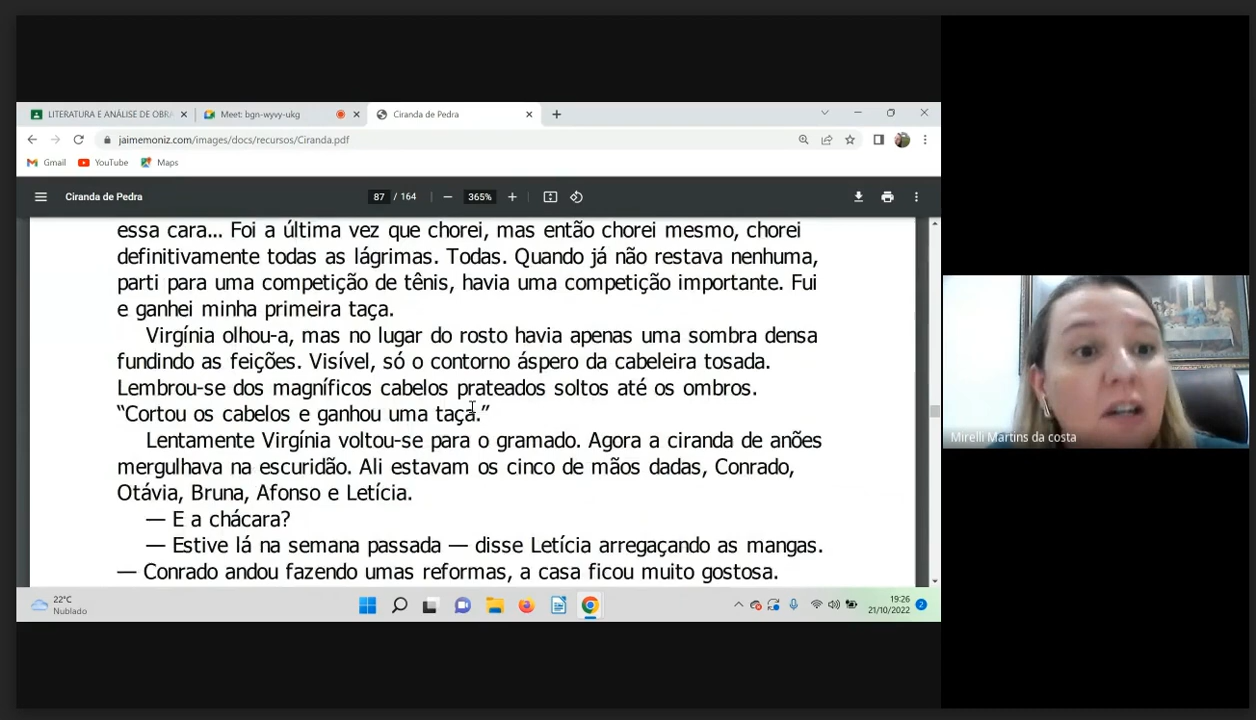 LITERATURA E ANÁLISE DE OBR
Meet: bgn-wyvy-ukg
Ciranda de Pedra
jaimemoniz.com/images/docs/recursos/Ciranda.pdf
Gmail YouTube Maps
Ciranda de Pedra 87 / 164 365%
essa cara... Foi a última vez que chorei, mas então chorei mesmo, chorei
definitivamente todas as lágrimas. Todas. Quando já não restava nenhuma,
parti para uma competição de tênis, havia uma competição importante. Fui
e ganhei minha primeira taça.
Virgínia olhou-a, mas no lugar do rosto havia apenas uma sombra densa
fundindo as feições. Visível, só o contorno áspero da cabeleira tosada.
Lembrou-se dos magníficos cabelos prateados soltos até os ombros.
“Cortou os cabelos e ganhou uma taça.”
Lentamente Virgínia voltou-se para o gramado. Agora a ciranda de anões
mergulhava na escuridão. Ali estavam os cinco de mãos dadas, Conrado,
Otávia, Bruna, Afonso e Letícia.
— E a chácara?
— Estive lá na semana passada — disse Letícia arregaçando as mangas.
— Conrado andou fazendo umas reformas, a casa ficou muito gostosa.
Mirelli Martins da costa
22°C
Nublado
19:26
21/10/2022
2